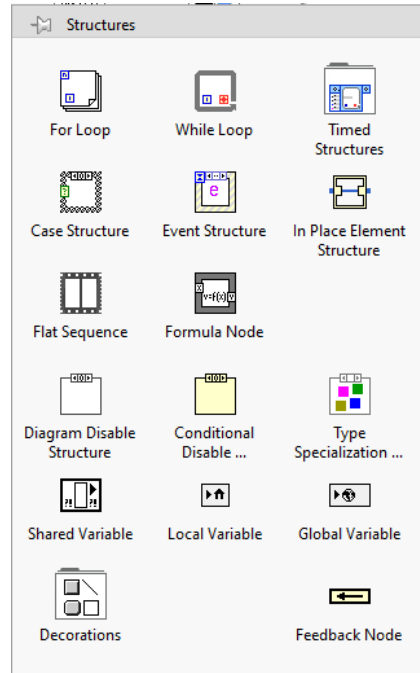 Structures
For Loop
While Loop
Timed
Structures
Case Structure
Event Structure
In Place Element
Structure
Flat Sequence
Formula Node
Diagram Disable
Structure
Conditional
Disable ...
Type
Specialization ...
Shared Variable
Local Variable
Global Variable
Decorations
Feedback Node